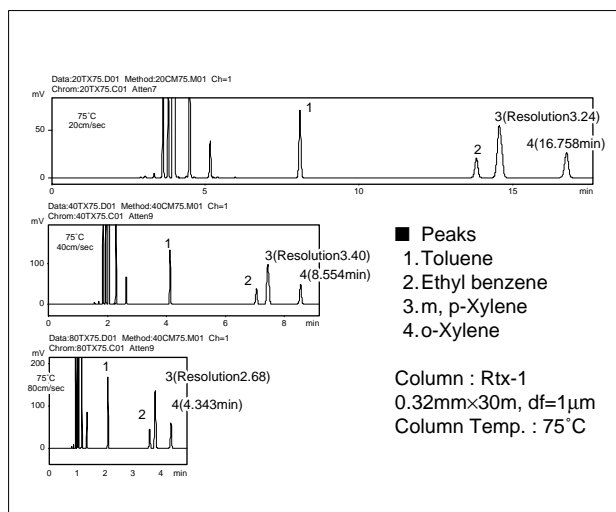 Data:20TX75.D01 Method:20CM75.M01 Ch=1
Chrom:20TX75.C01 Atten7
mV
75˚C
20cm/sec
50
0
1
2
3(Resolution3.24)
4(16.758min)
0 5 10 15 min
Data:40TX75.D01 Method:40CM75.M01 Ch=1
Chrom:40TX75.C01 Atten9
mV
75˚C
40cm/sec
100
0
1
2
3(Resolution3.40)
4(8.554min)
0 2 4 6 8 min
Data:80TX75.D01 Method:40CM75.M01 Ch=1
Chrom:80TX75.C01 Atten9
mV
200
75˚C
80cm/sec
100
0
1
2
3(Resolution2.68)
4(4.343min)
0 1 2 3 4 min
■ Peaks
1.Toluene
2.Ethyl benzene
3.m, p-Xylene
4.o-Xylene
Column : Rtx-1
0.32mm×30m, df=1µm
Column Temp. : 75˚C